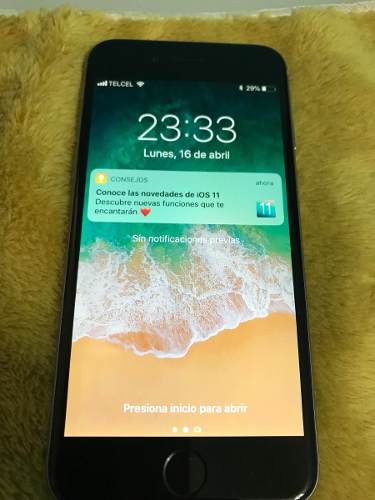 TELCEL
29%
23:33
Lunes, 16 de abril
CONSEJOS ahora
Conoce las novedades de iOS 11
Descubre nuevas funciones que te
encantarán ❤️
11
Sin notificaciones previas
Presiona inicio para abrir